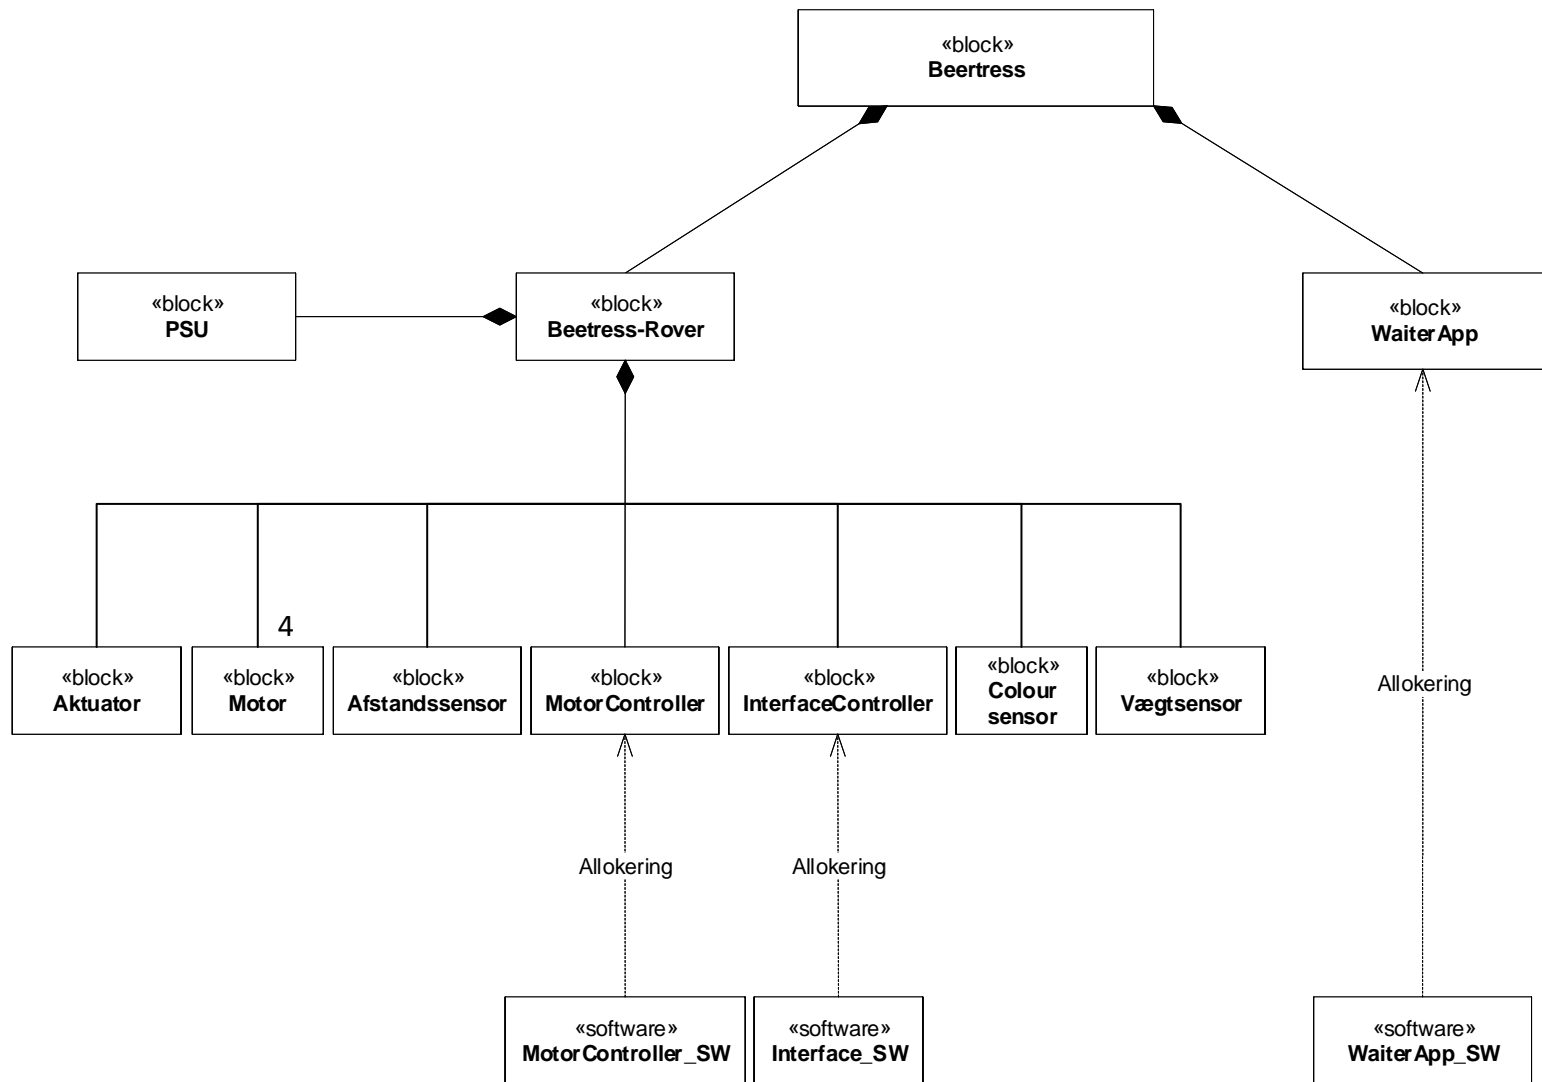 «block»
Beertress
«block»
PSU
«block»
Beetress-Rover
«block»
WaiterApp
4
«block»
Aktuator
«block»
Motor
«block»
Afstandssensor
«block»
MotorController
«block»
InterfaceController
«block»
Colour
sensor
«block»
Vægtsensor
Allokering
Allokering
Allokering
«software»
MotorController_SW
«software»
Interface_SW
«software»
WaiterApp_SW